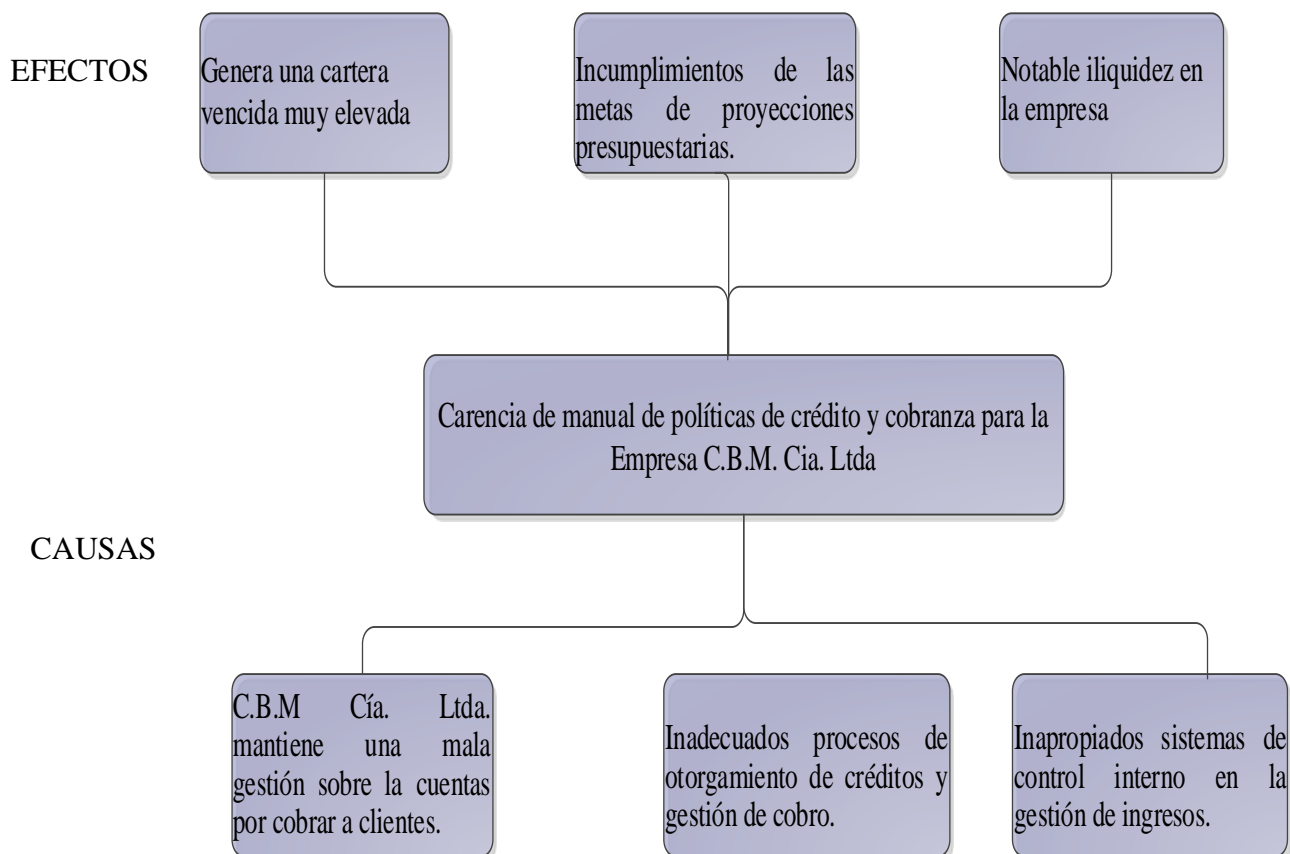 EFECTOS
Genera una cartera
vencida muy elevada
Incumplimientos de las
metas de proyecciones
presupuestarias.
Notable iliquidez en
la empresa
Carencia de manual de políticas de crédito y cobranza para la
Empresa C.B.M. Cia. Ltda
CAUSAS
C.B.M Cía. Ltda.
mantiene una mala
gestión sobre la cuentas
por cobrar a clientes.
Inadecuados procesos de
otorgamiento de créditos y
gestión de cobro.
Inapropiados sistemas de
control interno en la
gestión de ingresos.